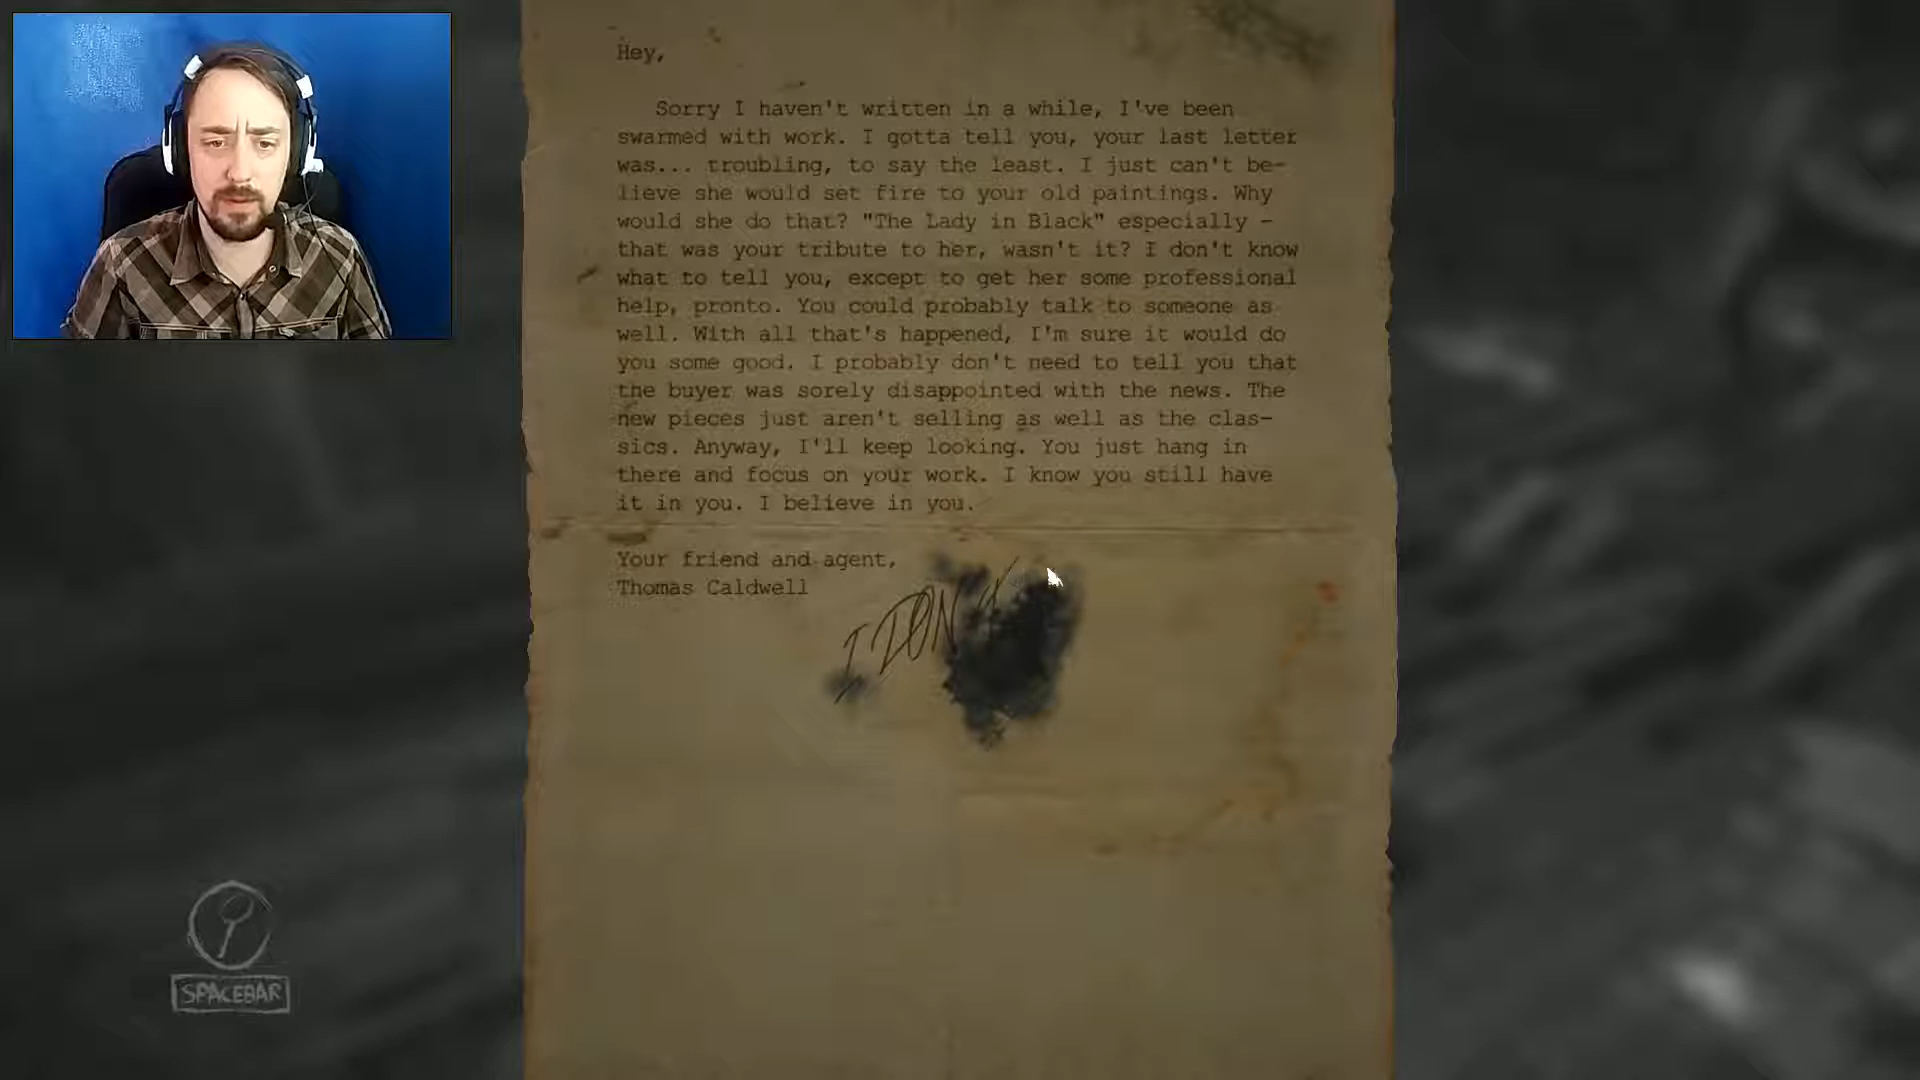 Hey,
Sorry I haven't written in a while, I've been
swarmed with work. I gotta tell you, your last letter
was... troubling, to say the least. I just can't be-
lieve she would set fire to your old paintings. Why
would she do that? "The Lady in Black" especially -
that was your tribute to her, wasn't it? I don't know
what to tell you, except to get her some professional
help, pronto. You could probably talk to someone as
well. With all that's happened, I'm sure it would do
you some good. I probably don't need to tell you that
the buyer was sorely disappointed with the news. The
new pieces just aren't selling as well as the clas-
sics. Anyway, I'll keep looking. You just hang in
there and focus on your work. I know you still have
it in you. I believe in you.
Your friend and agent,
Thomas Caldwell
I DON'T
SPACEBAR